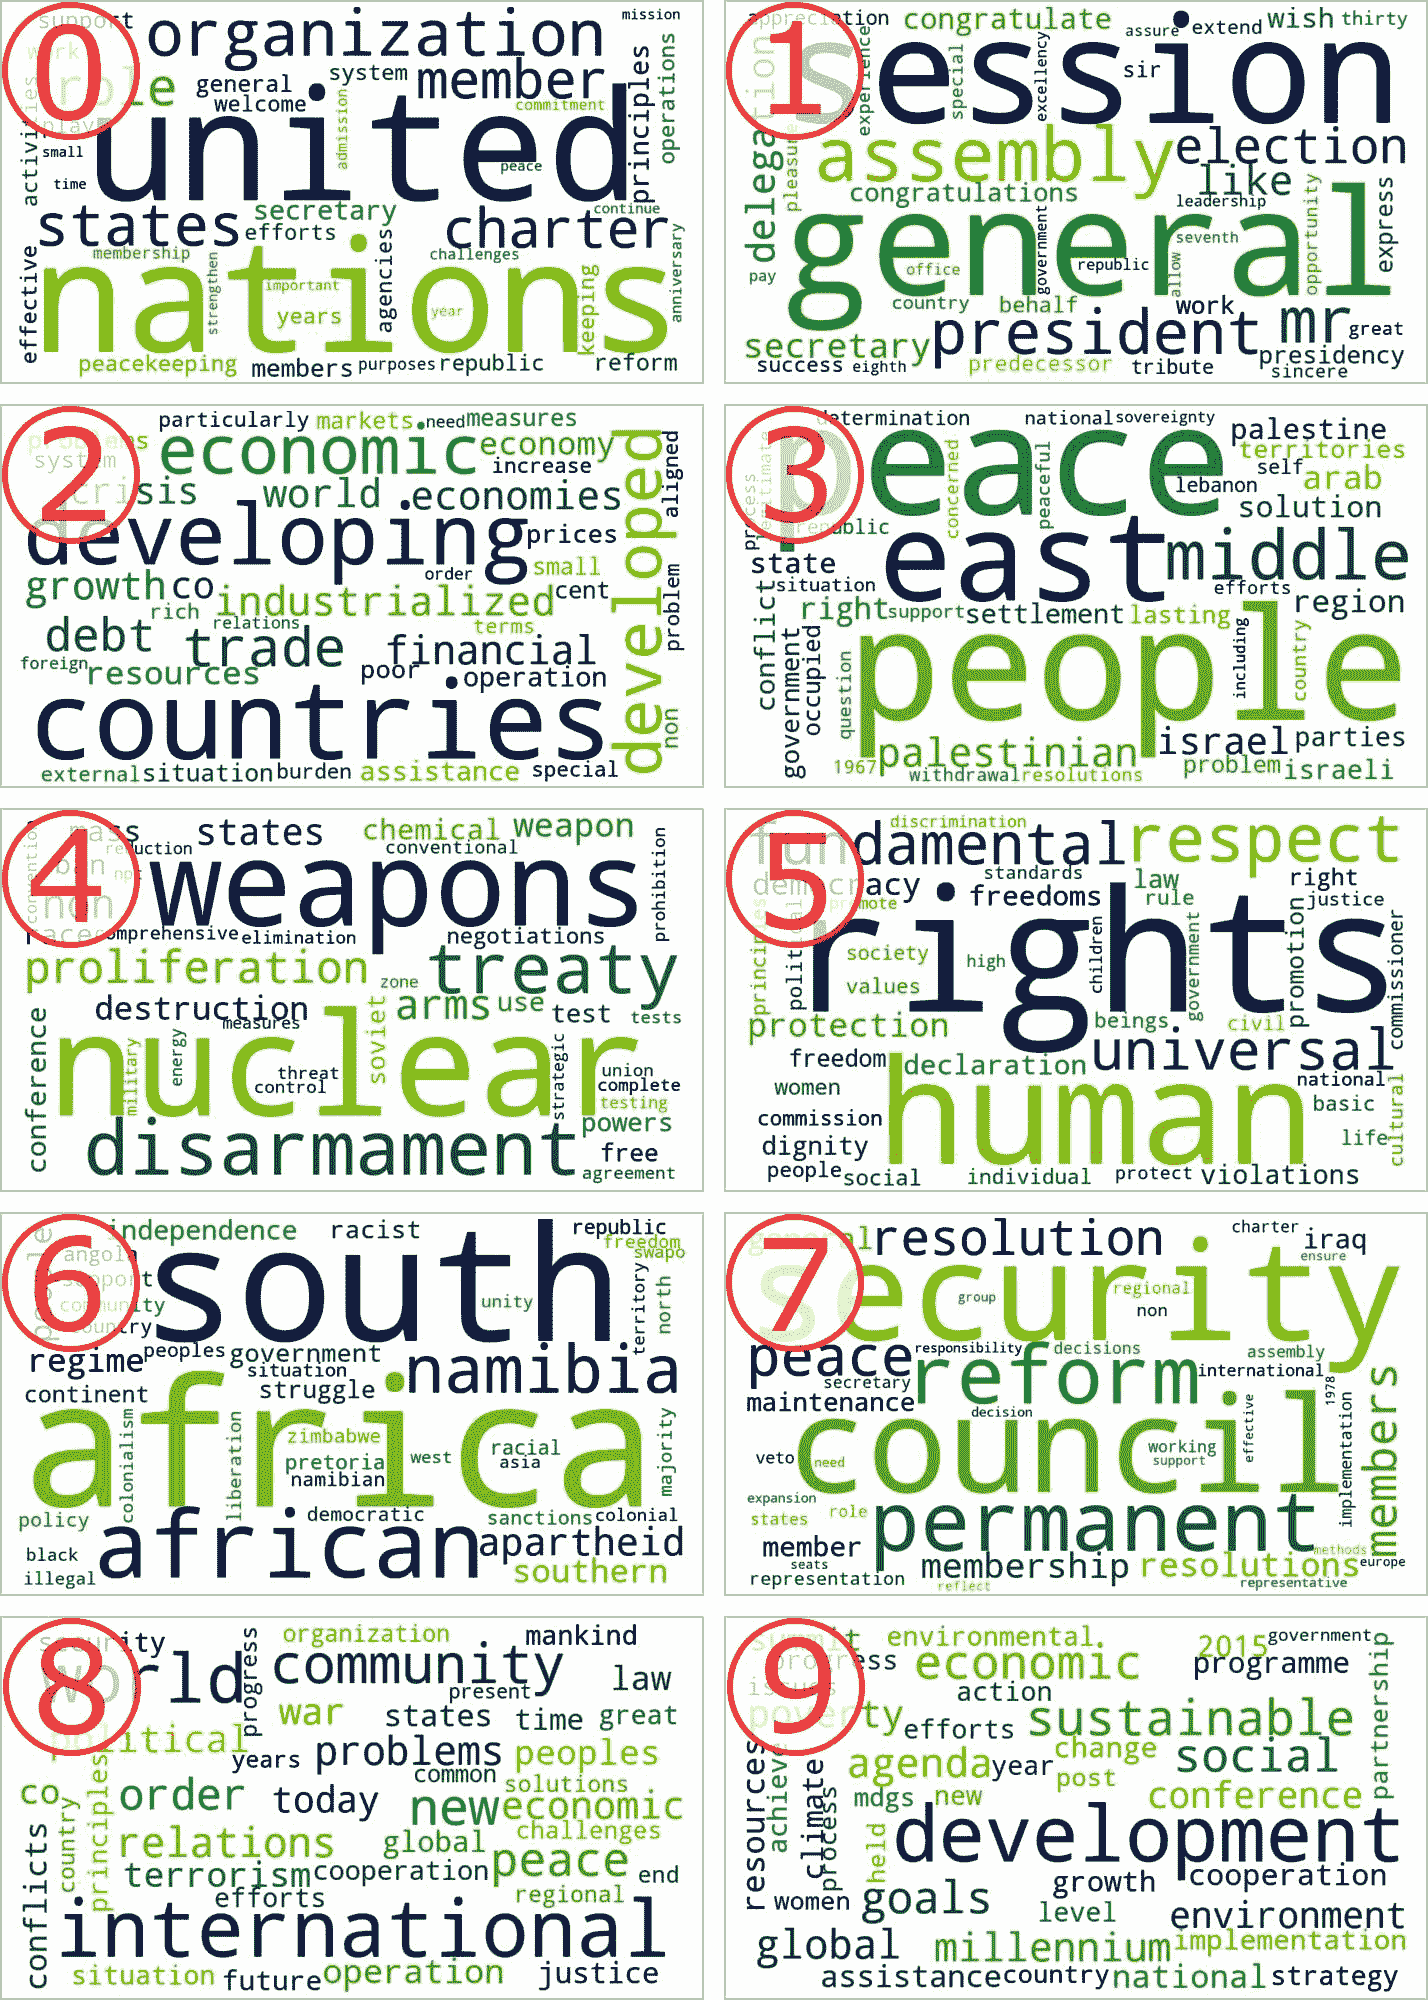 0
support organization mission
work role general system member principles operations
welcome commitment
activities play united admission peace
small
time
states secretary efforts charter continue
effective membership strengthen agencies challenges anniversary
nations important years year keeping
peacekeeping members purposes republic reform
1
appreciation congratulate assure extend wish thirty
delegation session experience special excellency sir
pleasure assembly election
congratulations like leadership
general government seventh opportunity express
pay office republic allow
country behalf work
secretary president mr great
success eighth predecessor tribute presidency sincere
2
problems particularly markets need measures
system economic economy aligned
crisis world economies increase developed
developing prices
growth co order small
rich industrialized cent problem
relations terms
debt trade financial
foreign resources poor operation
countries non
external situation burden assistance special
3
determination national sovereignty palestine
process legitimate peace concerned peaceful territories
self arab
lebanon solution
republic east middle
state situation efforts
conflict right support settlement lasting region
government occupied question people including country
palestinian israel parties
1967 withdrawal resolutions problem israeli
4
mass states chemical weapon
convention reduction conventional
ban npt weapons prohibition
non
races comprehensive elimination negotiations
proliferation zone treaty
destruction arms use test tests
measures soviet
conference nuclear energy military threat control strategic union complete
testing
disarmament powers
free
agreement
5
fundamental discrimination respect
democracy standards law right
promote freedoms rule justice
principles political rights children government promotion commissioner
society high
values
protection beings civil
freedom declaration universal
women human national
commission basic cultural
dignity life
people social individual protect violations
6
people independence racist republic
angola freedom swapo
support south territory north
community unity
country
regime peoples government namibia
situation
continent struggle
africa colonialism liberation zimbabwe majority
pretoria west racial asia
namibian
policy democratic sanctions colonial
black african apartheid
illegal southern
7
general resolution charter iraq
ensure
security group regional non
peace responsibility decisions assembly
secretary reform international
maintenance decision 1978
veto council need working support effective implementation members
expansion
states role permanent methods
member seats membership resolutions europe
representation reflect representative
8
security progress organization mankind
world community law
present
war states time great
political years problems peoples
common solutions
co order today new economic
country principles relations global challenges
conflicts terrorism cooperation peace end
efforts regional
international
situation future operation justice
9
summit environmental 2015 government
progress economic programme partnership
issues action
poverty efforts sustainable
agenda year change social
post
resources achieve climate process mdgs new conference
held development
growth cooperation
women goals level environment
global millennium implementation
assistance country national strategy